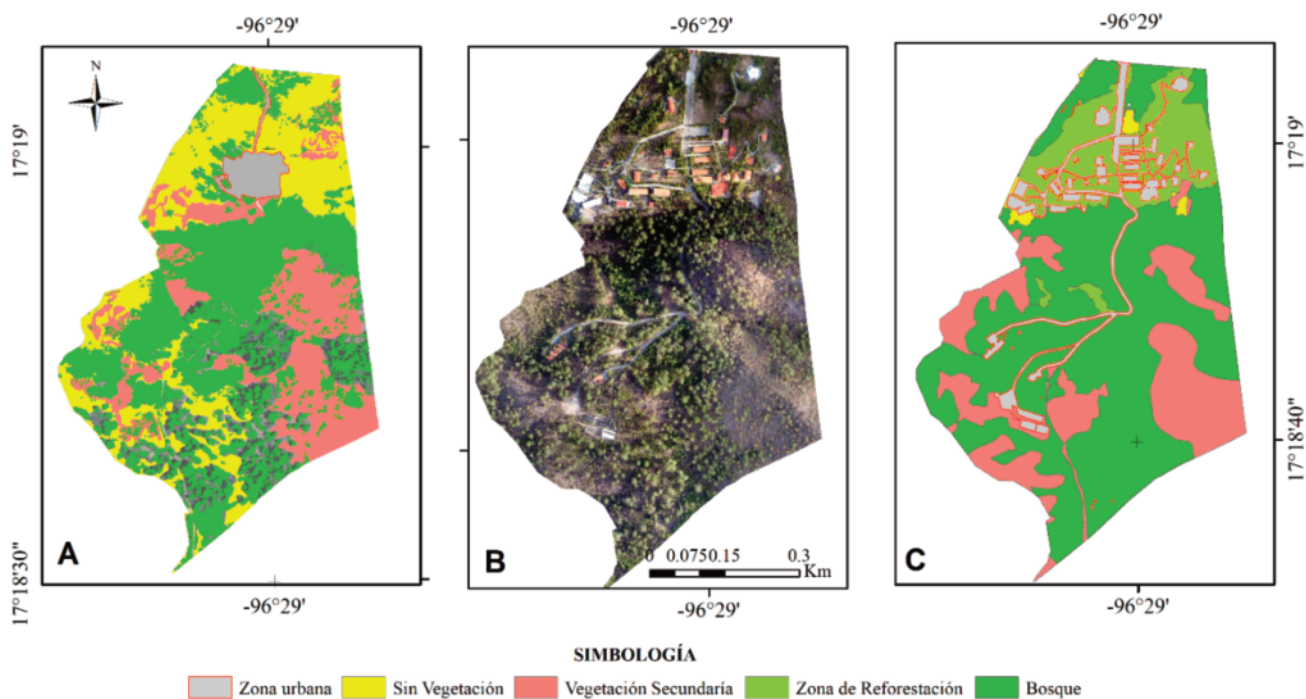 -96°29' -96°29' -96°29'
N
17°19' 17°19'
17°18'40"
17°18'30"
A B C
0 0.0750.15 0.3
Km
-96°29' -96°29' -96°29'
SIMBOLOGÍA
Zona urbana Sin Vegetación Vegetación Secundaría Zona de Reforestación Bosque